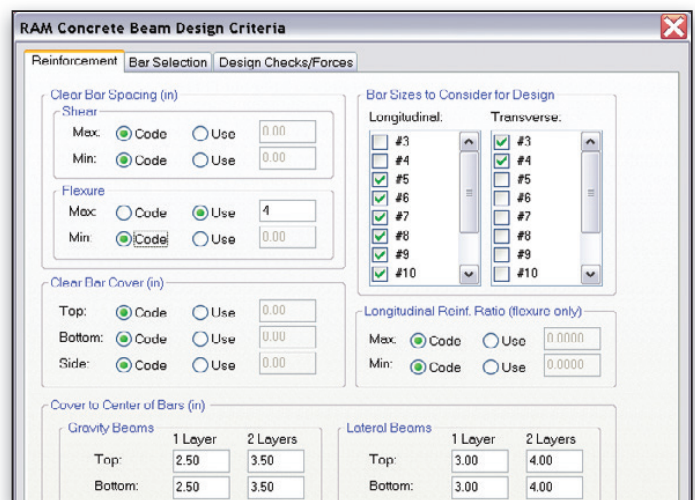 RAM Concrete Beam Design Criteria
Reinforcement Bar Selection Design Checks/Forces
Clear Bar Spacing (in)
Shear
Max: Code Use 0.00
Min: Code Use 0.00
Flexure
Max: Code Use 4
Min: Code Use 0.00
Clear Bar Cover (in)
Top: Code Use 0.00
Bottom: Code Use 0.00
Side: Code Use 0.00
Bar Sizes to Consider for Design
Longitudinal: Transverse:
#3 #3
#4 #4
#5 #5
#6 #6
#7 #7
#8 #8
#9 #9
#10 #10
Longitudinal Reinf. Ratio (flexure only)
Max: Code Use 0.0000
Min: Code Use 0.0000
Cover to Center of Bars (in)
Gravity Beams
1 Layer 2 Layers
Top: 2.50 3.50
Bottom: 2.50 3.50
Lateral Beams
1 Layer 2 Layers
Top: 3.00 4.00
Bottom: 3.00 4.00